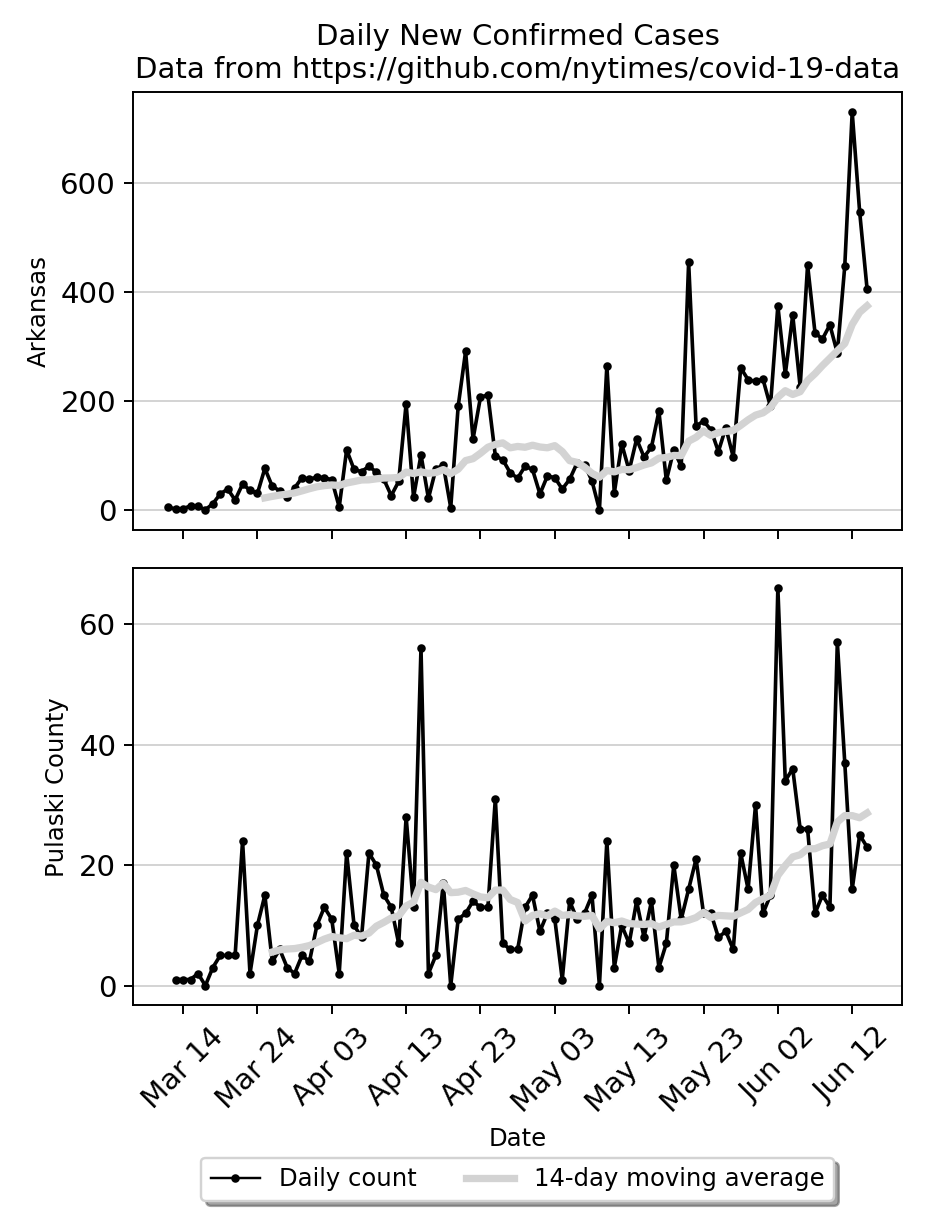 Daily New Confirmed Cases
Data from https://github.com/nytimes/covid-19-data
600
400
200
0
Arkansas
60
40
20
0
Pulaski County
Mar 14
Mar 24
Apr 03
Apr 13
Apr 23
May 03
May 13
May 23
Jun 02
Jun 12
Date
Daily count
14-day moving average